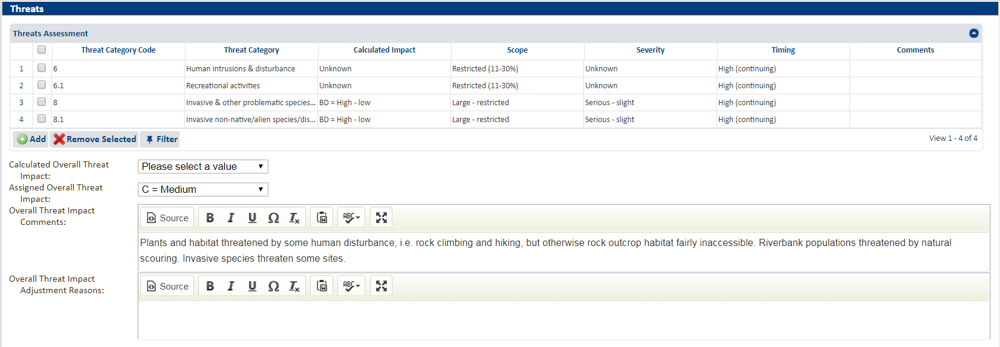 Threats
Threats Assessment
Threat Category Code Threat Category Calculated Impact Scope Severity Timing Comments
1 6 Human intrusions & disturbance Unknown Restricted (11-30%) Unknown High (continuing)
2 6.1 Recreational activities Unknown Restricted (11-30%) Unknown High (continuing)
3 8 Invasive & other problematic species... BD = High - low Large - restricted Serious - slight High (continuing)
4 8.1 Invasive non-native/alien species/dis... BD = High - low Large - restricted Serious - slight High (continuing)
Add Remove Selected Filter View 1 - 4 of 4
Calculated Overall Threat
Impact:
Please select a value
Assigned Overall Threat
Impact:
C = Medium
Overall Threat Impact
Comments:
Source B I U Ω Tx ABC
Plants and habitat threatened by some human disturbance, i.e. rock climbing and hiking, but otherwise rock outcrop habitat fairly inaccessible. Riverbank populations threatened by natural
scouring. Invasive species threaten some sites.
Overall Threat Impact
Adjustment Reasons:
Source B I U Ω Tx ABC